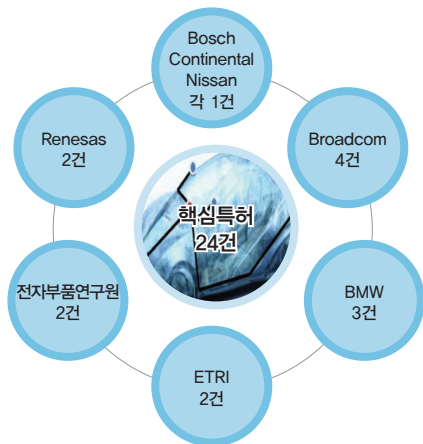 Bosch
Continental
Nissan
각 1건
Broadcom
4건
BMW
3건
ETRI
2건
전자부품연구원
2건
Renesas
2건
핵심특허
24건